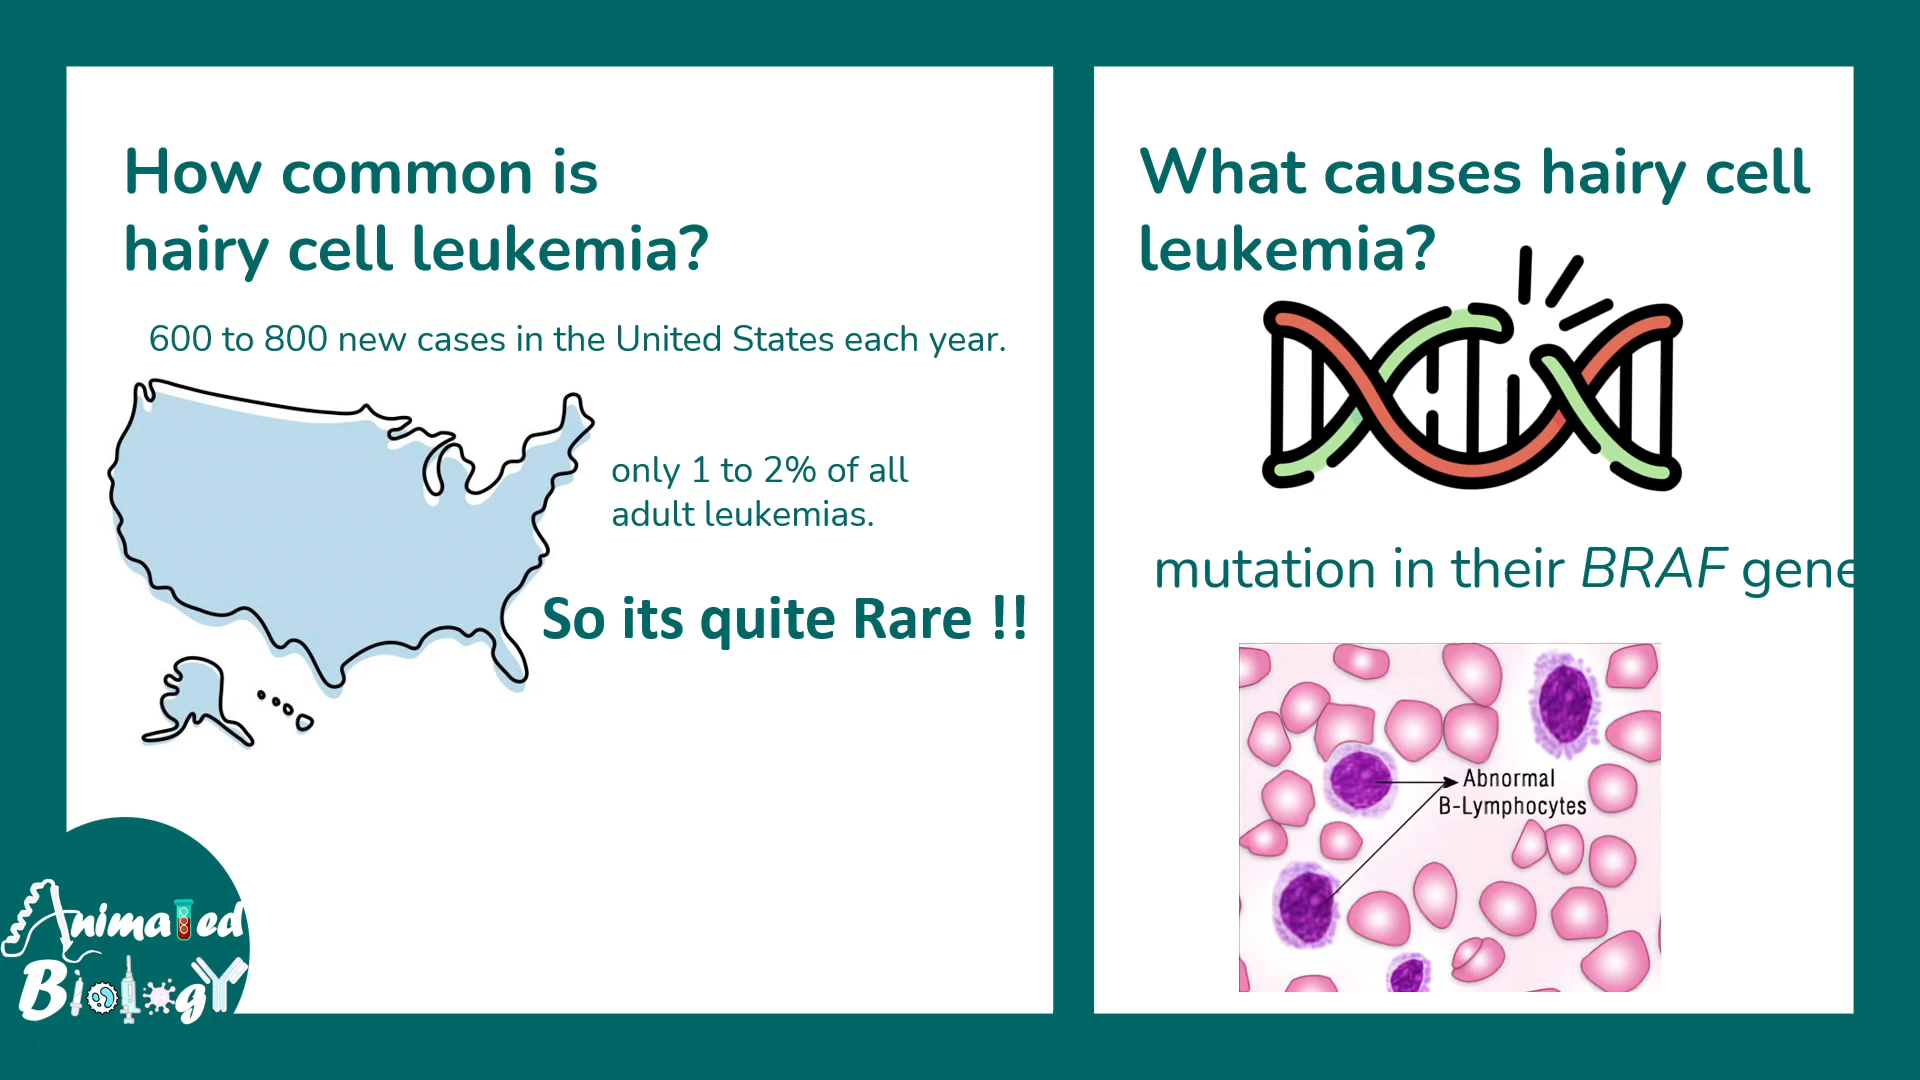 How common is
hairy cell leukemia?
600 to 800 new cases in the United States each year.
only 1 to 2% of all
adult leukemias.
So its quite Rare !!
Animated
Biology
What causes hairy cell
leukemia?
mutation in their BRAF gene
Abnormal
B-Lymphocytes